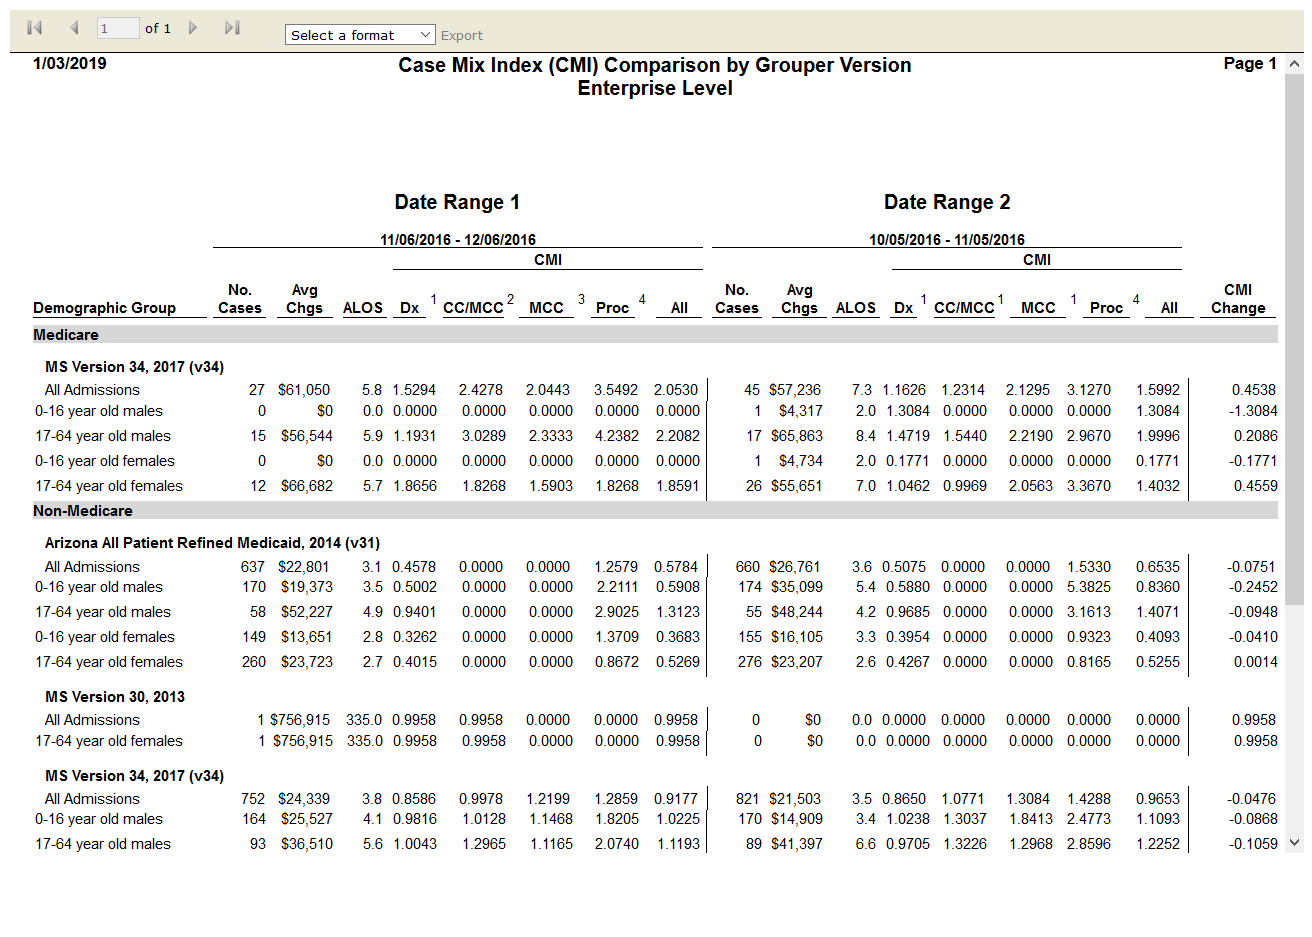 1 of 1 Select a format Export
1/03/2019 Case Mix Index (CMI) Comparison by Grouper Version Page 1
Enterprise Level
Date Range 1 Date Range 2
11/06/2016 - 12/06/2016 10/05/2016 - 11/05/2016
CMI CMI
No. Avg No. Avg CMI
Demographic Group Cases Chgs ALOS Dx 1 CC/MCC 2 MCC 3 Proc 4 All Cases Chgs ALOS Dx 1 CC/MCC 1 MCC 1 Proc 4 All Change
Medicare
MS Version 34, 2017 (v34)
All Admissions 27 $61,050 5.8 1.5294 2.4278 2.0443 3.5492 2.0530 45 $57,236 7.3 1.1626 1.2314 2.1295 3.1270 1.5992 0.4538
0-16 year old males 0 $0 0.0 0.0000 0.0000 0.0000 0.0000 0.0000 1 $4,317 2.0 1.3084 0.0000 0.0000 0.0000 1.3084 -1.3084
17-64 year old males 15 $56,544 5.9 1.1931 3.0289 2.3333 4.2382 2.2082 17 $65,863 8.4 1.4719 1.5440 2.2190 2.9670 1.9996 0.2086
0-16 year old females 0 $0 0.0 0.0000 0.0000 0.0000 0.0000 0.0000 1 $4,734 2.0 0.1771 0.0000 0.0000 0.0000 0.1771 -0.1771
17-64 year old females 12 $66,682 5.7 1.8656 1.8268 1.5903 1.8268 1.8591 26 $55,651 7.0 1.0462 0.9969 2.0563 3.3670 1.4032 0.4559
Non-Medicare
Arizona All Patient Refined Medicaid, 2014 (v31)
All Admissions 637 $22,801 3.1 0.4578 0.0000 0.0000 1.2579 0.5784 660 $26,761 3.6 0.5075 0.0000 0.0000 1.5330 0.6535 -0.0751
0-16 year old males 170 $19,373 3.5 0.5002 0.0000 0.0000 2.2111 0.5908 174 $35,099 5.4 0.5880 0.0000 0.0000 5.3825 0.8360 -0.2452
17-64 year old males 58 $52,227 4.9 0.9401 0.0000 0.0000 2.9025 1.3123 55 $48,244 4.2 0.9685 0.0000 0.0000 3.1613 1.4071 -0.0948
0-16 year old females 149 $13,651 2.8 0.3262 0.0000 0.0000 1.3709 0.3683 155 $16,105 3.3 0.3954 0.0000 0.0000 0.9323 0.4093 -0.0410
17-64 year old females 260 $23,723 2.7 0.4015 0.0000 0.0000 0.8672 0.5269 276 $23,207 2.6 0.4267 0.0000 0.0000 0.8165 0.5255 0.0014
MS Version 30, 2013
All Admissions 1 $756,915 335.0 0.9958 0.9958 0.0000 0.0000 0.9958 0 $0 0.0 0.0000 0.0000 0.0000 0.0000 0.0000 0.9958
17-64 year old females 1 $756,915 335.0 0.9958 0.9958 0.0000 0.0000 0.9958 0 $0 0.0 0.0000 0.0000 0.0000 0.0000 0.0000 0.9958
MS Version 34, 2017 (v34)
All Admissions 752 $24,339 3.8 0.8586 0.9978 1.2199 1.2859 0.9177 821 $21,503 3.5 0.8650 1.0771 1.3084 1.4288 0.9653 -0.0476
0-16 year old males 164 $25,527 4.1 0.9816 1.0128 1.1468 1.8205 1.0225 170 $14,909 3.4 1.0238 1.3037 1.8413 2.4773 1.1093 -0.0868
17-64 year old males 93 $36,510 5.6 1.0043 1.2965 1.1165 2.0740 1.1193 89 $41,397 6.6 0.9705 1.3226 1.2968 2.8596 1.2252 -0.1059